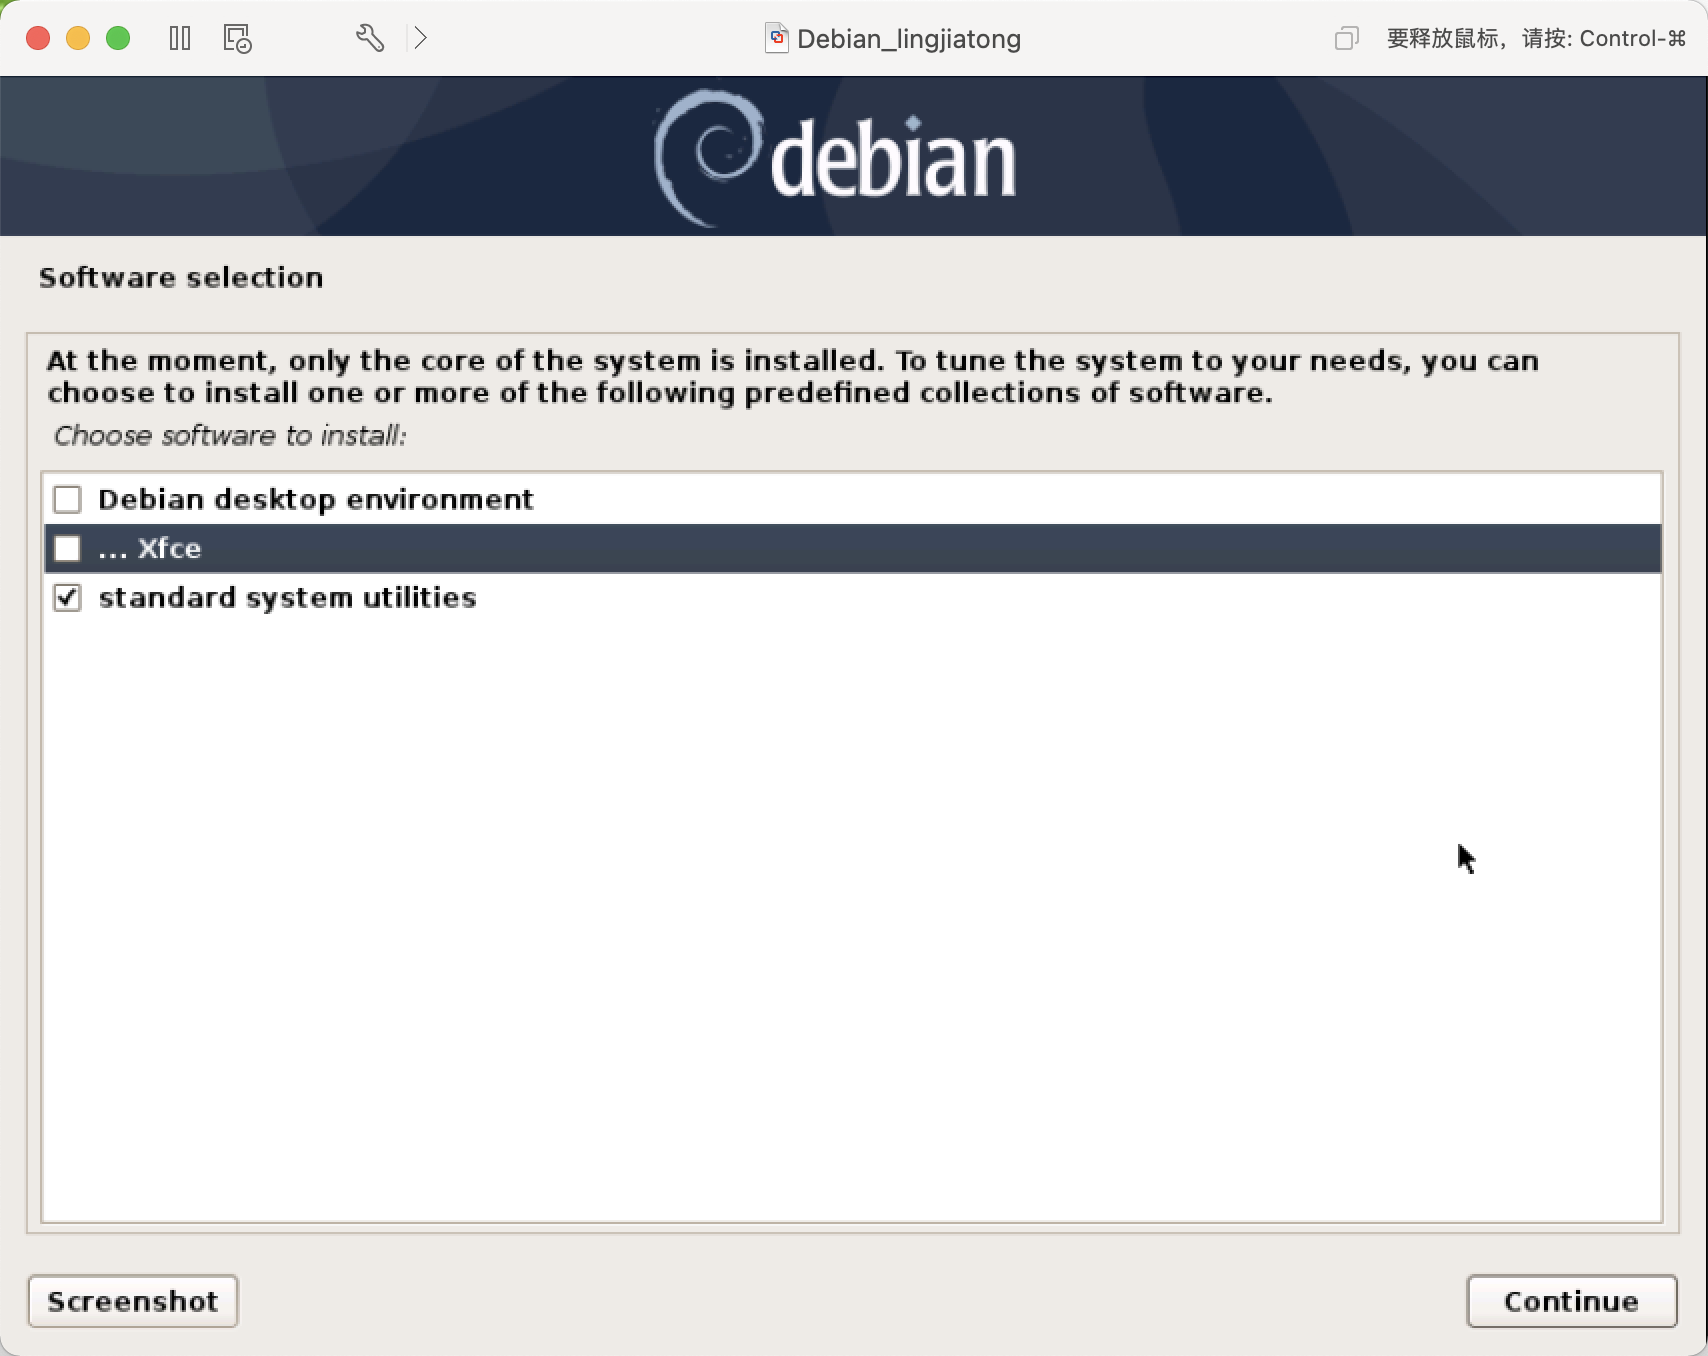 Debian_lingjiatong
要释放鼠标，请按: Control-⌘
debian
Software selection
At the moment, only the core of the system is installed. To tune the system to your needs, you can
choose to install one or more of the following predefined collections of software.
Choose software to install:
Debian desktop environment
... Xfce
standard system utilities
Screenshot
Continue